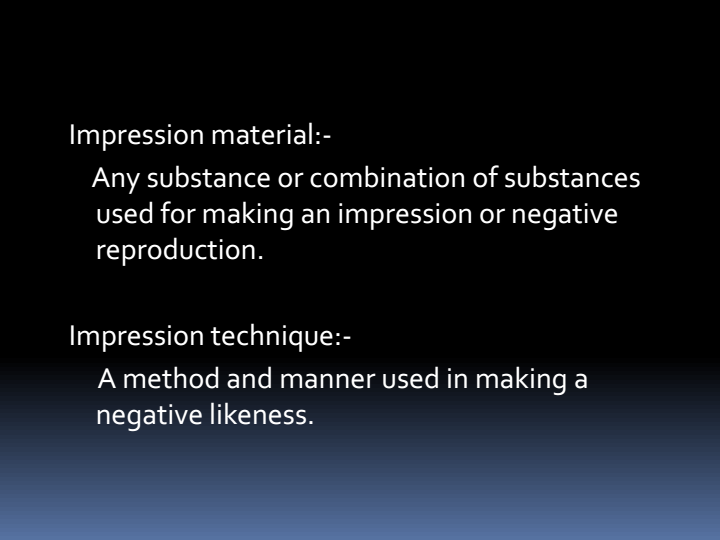 Impression material:-
Any substance or combination of substances
used for making an impression or negative
reproduction.
Impression technique:-
A method and manner used in making a
negative likeness.